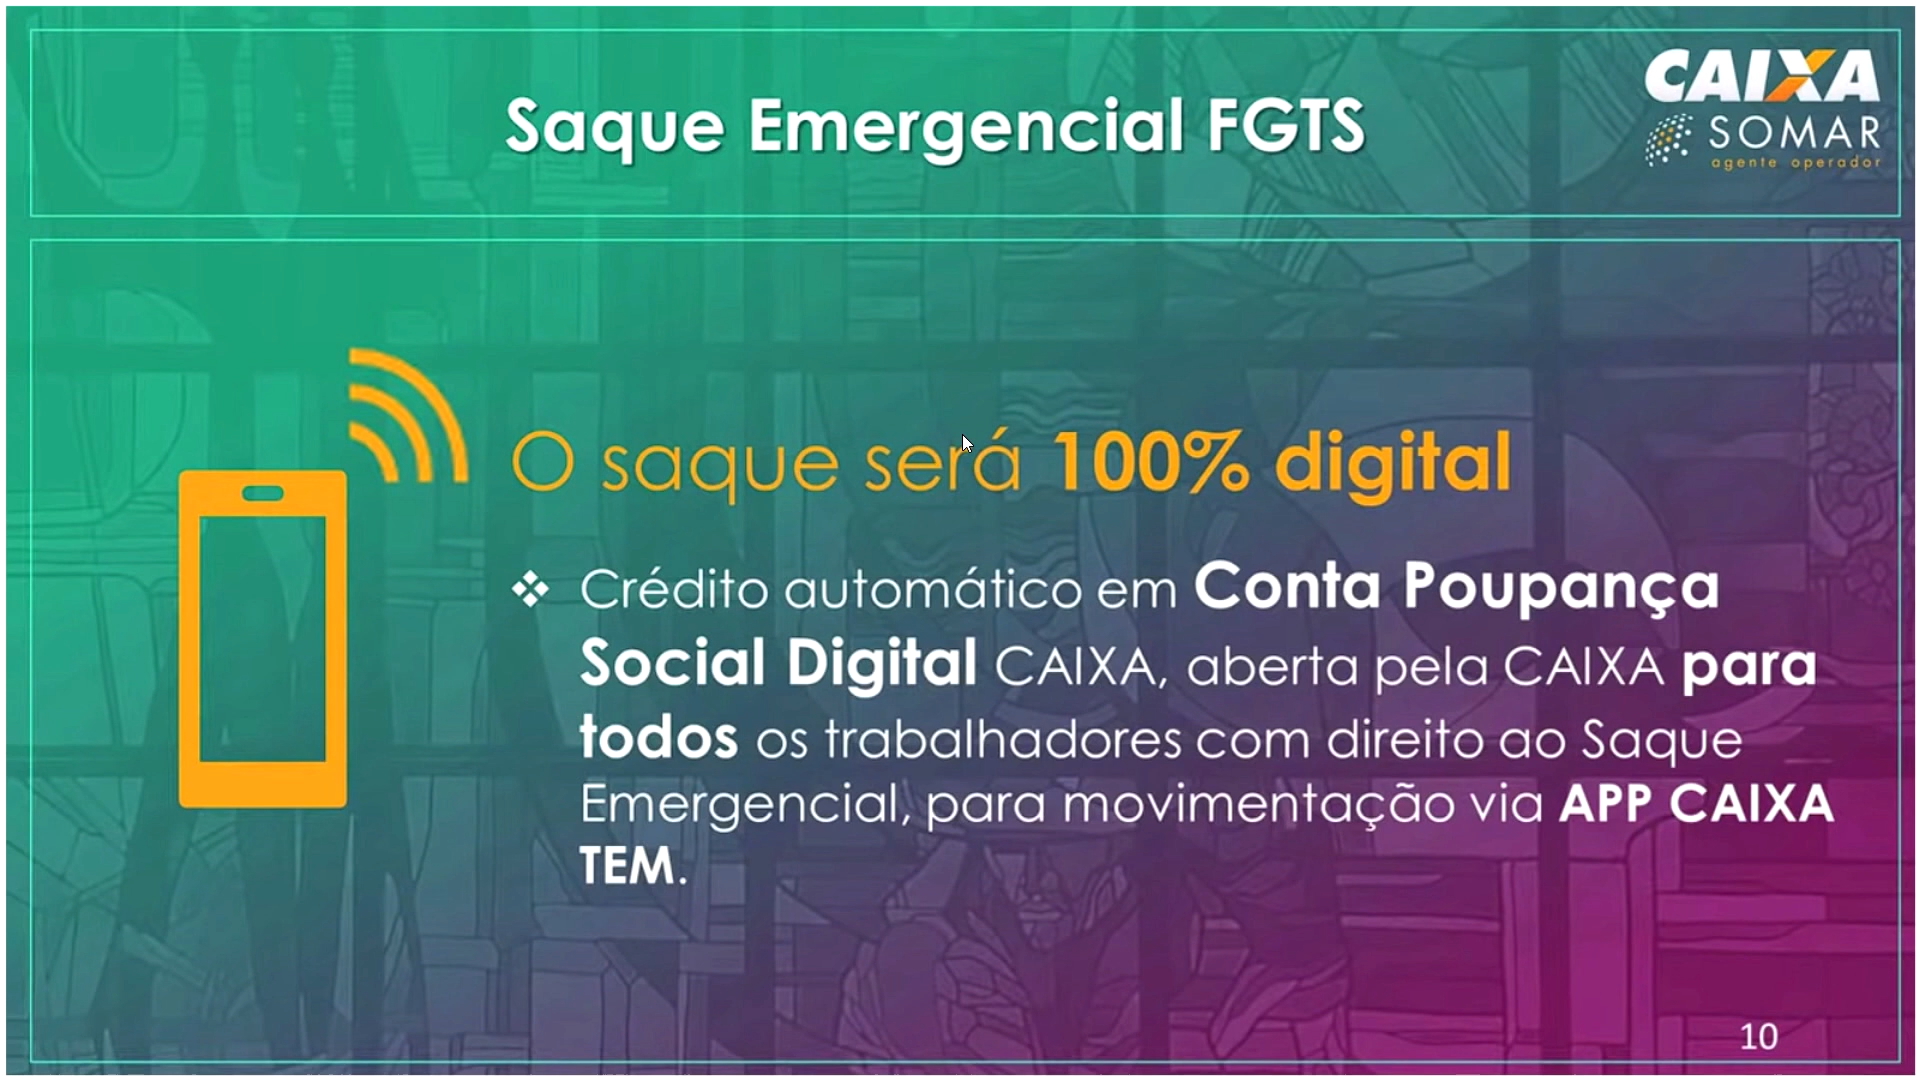 CAIXA
SOMAR
agente operador
Saque Emergencial FGTS
O saque será 100% digital
❖ Crédito automático em Conta Poupança
Social Digital CAIXA, aberta pela CAIXA para
todos os trabalhadores com direito ao Saque
Emergencial, para movimentação via APP CAIXA
TEM.
10